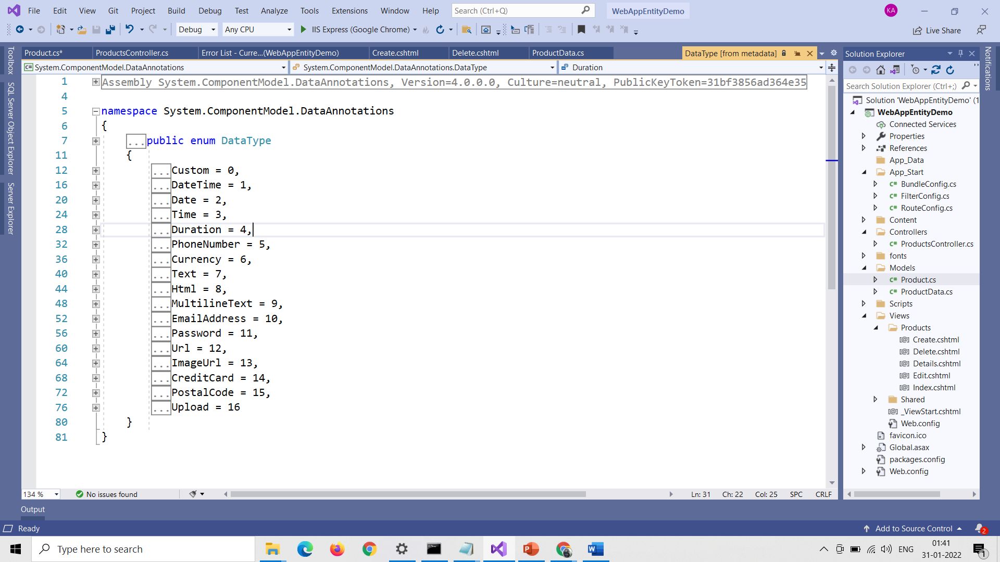 File Edit View Git Project Build Debug Test Analyze Tools Extensions Window Help Search (Ctrl+Q) WebAppEntityDemo KA
Debug Any CPU IIS Express (Google Chrome) Live Share
Product.cs* ProductsController.cs Error List - Curre...(WebAppEntityDemo) Create.cshtml Delete.cshtml ProductData.cs DataType [from metadata]
System.ComponentModel.DataAnnotations System.ComponentModel.DataAnnotations.DataType Duration
1 Assembly System.ComponentModel.DataAnnotations, Version=4.0.0.0, Culture=neutral, PublicKeyToken=31bf3856ad364e35
4
5 namespace System.ComponentModel.DataAnnotations
6 {
7 ...public enum DataType
11 {
12 ...Custom = 0,
16 ...DateTime = 1,
20 ...Date = 2,
24 ...Time = 3,
28 ...Duration = 4,
32 ...PhoneNumber = 5,
36 ...Currency = 6,
40 ...Text = 7,
44 ...Html = 8,
48 ...MultilineText = 9,
52 ...EmailAddress = 10,
56 ...Password = 11,
60 ...Url = 12,
64 ...ImageUrl = 13,
68 ...CreditCard = 14,
72 ...PostalCode = 15,
76 ...Upload = 16
80 }
81 }
134 % No issues found Ln: 31 Ch: 22 Col: 25 SPC CRLF
Toolbox
SQL Server Object Explorer
Server Explorer
Solution Explorer
Search Solution Explorer (Ctrl+;)
Solution 'WebAppEntityDemo' (1
WebAppEntityDemo
Connected Services
Properties
References
App_Data
App_Start
C# BundleConfig.cs
C# FilterConfig.cs
C# RouteConfig.cs
Content
Controllers
C# ProductsController.cs
fonts
Models
C# Product.cs
C# ProductData.cs
Scripts
Views
Products
[@] Create.cshtml
[@] Delete.cshtml
[@] Details.cshtml
[@] Edit.cshtml
[@] Index.cshtml
Shared
[@] _ViewStart.cshtml
Web.config
favicon.ico
Global.asax
packages.config
Web.config
Notifications
Output
Ready Add to Source Control 2
Type here to search ENG 01:41
31-01-2022 1